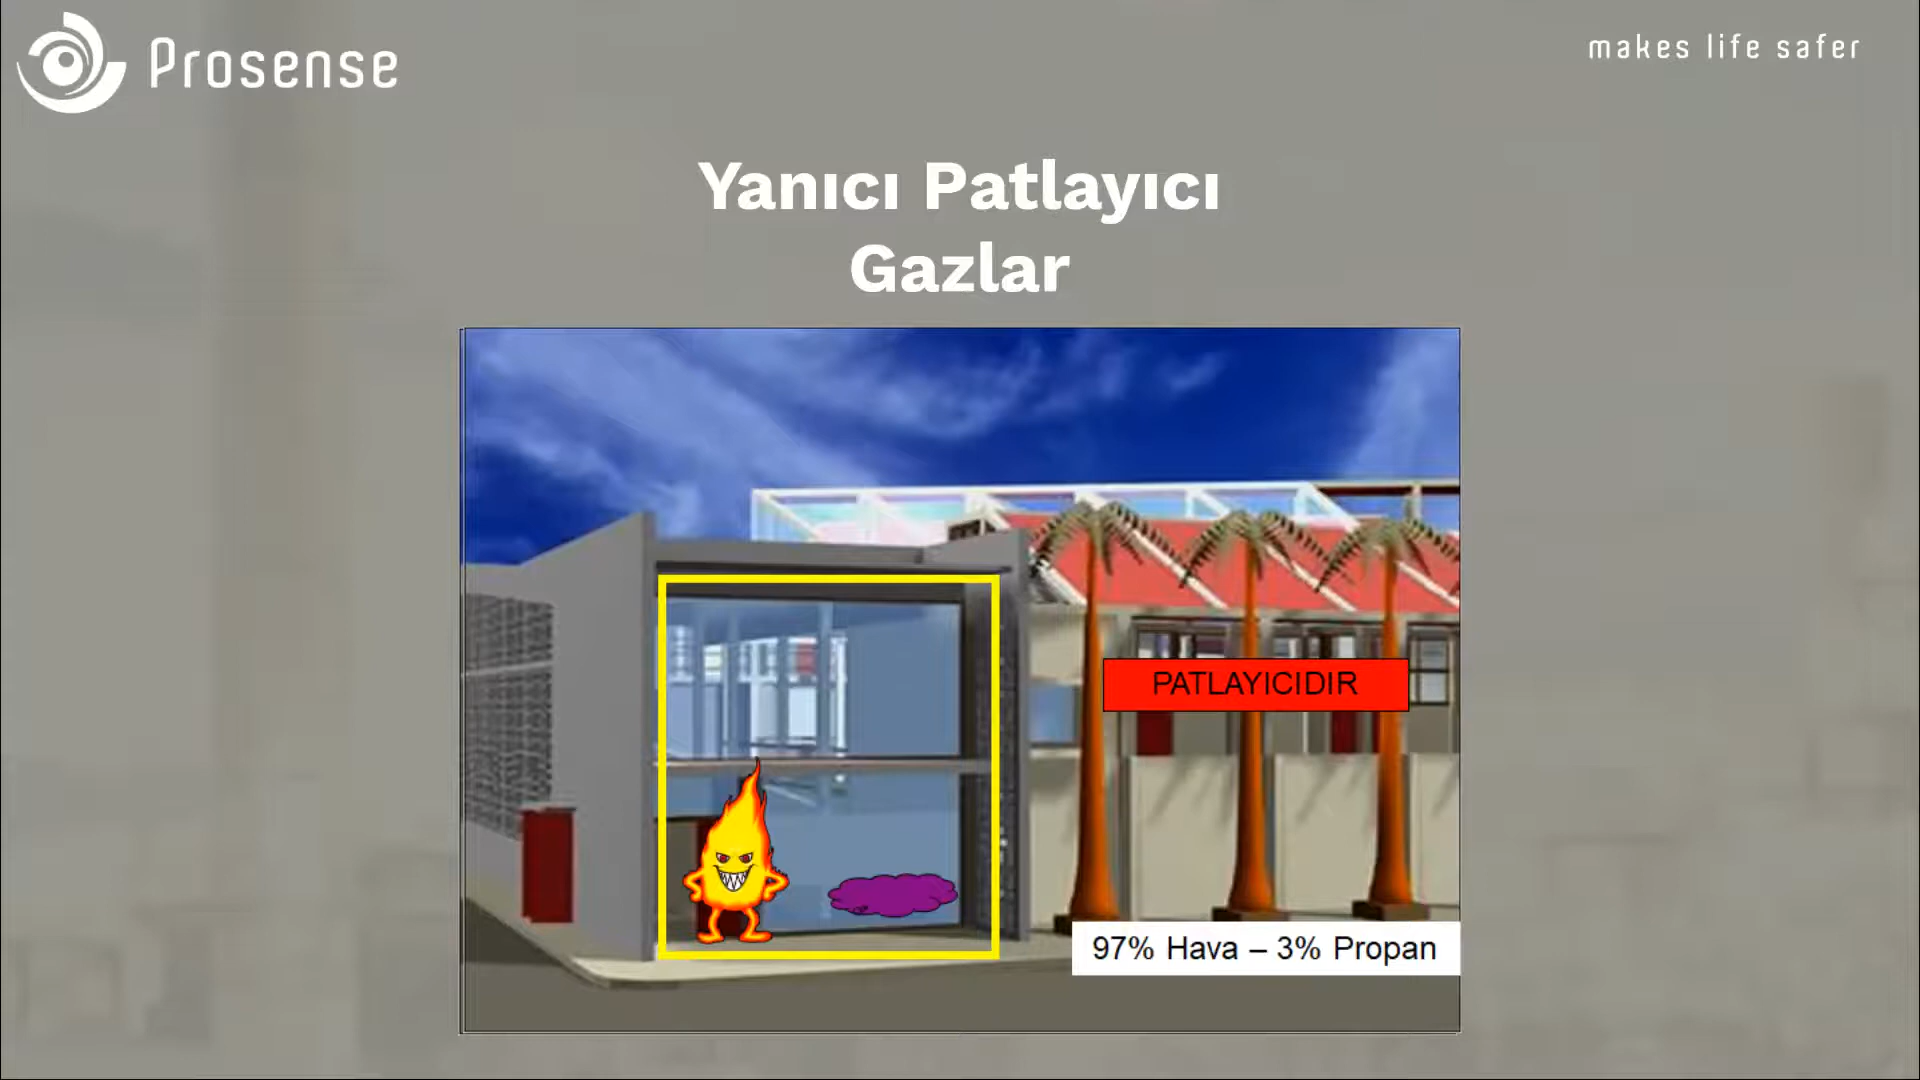 Prosense
makes life safer
Yanıcı Patlayıcı
Gazlar
PATLAYICIDIR
97% Hava – 3% Propan